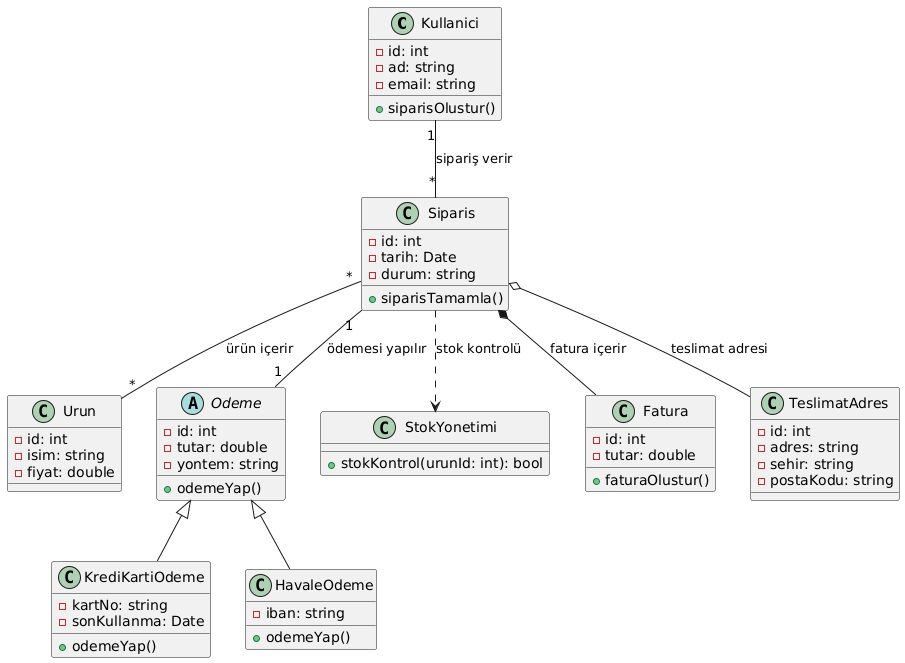 C Kullanici
id: int
ad: string
email: string
siparisOlustur()
1
sipariş verir
*
C Siparis
id: int
tarih: Date
durum: string
siparisTamamla()
* 1
ürün içerir ödemesi yapılır stok kontrolü fatura içerir teslimat adresi
* 1
C Urun
id: int
isim: string
fiyat: double
A Odeme
id: int
tutar: double
yontem: string
odemeYap()
C StokYonetimi
stokKontrol(urunId: int): bool
C Fatura
id: int
tutar: double
faturaOlustur()
C TeslimatAdres
id: int
adres: string
sehir: string
postaKodu: string
C KrediKartiOdeme
kartNo: string
sonKullanma: Date
odemeYap()
C HavaleOdeme
iban: string
odemeYap()